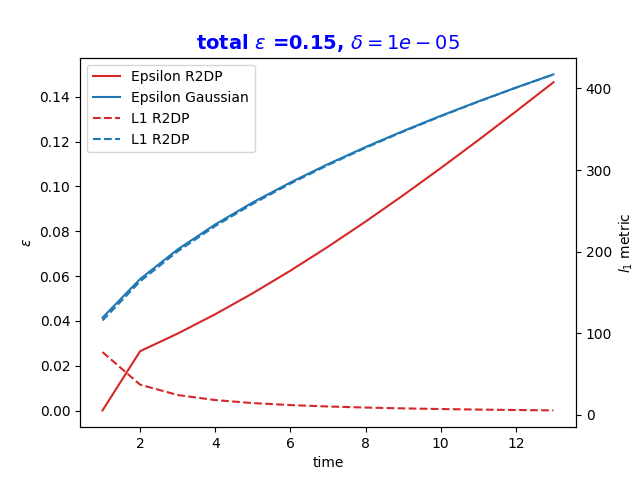 total ε =0.15, δ = 1e − 05
Epsilon R2DP
Epsilon Gaussian
L1 R2DP
L1 R2DP
0.14
0.12
0.10
0.08
0.06
0.04
0.02
0.00
ε
400
300
200
100
0
l₁ metric
2
4
6
8
10
12
time